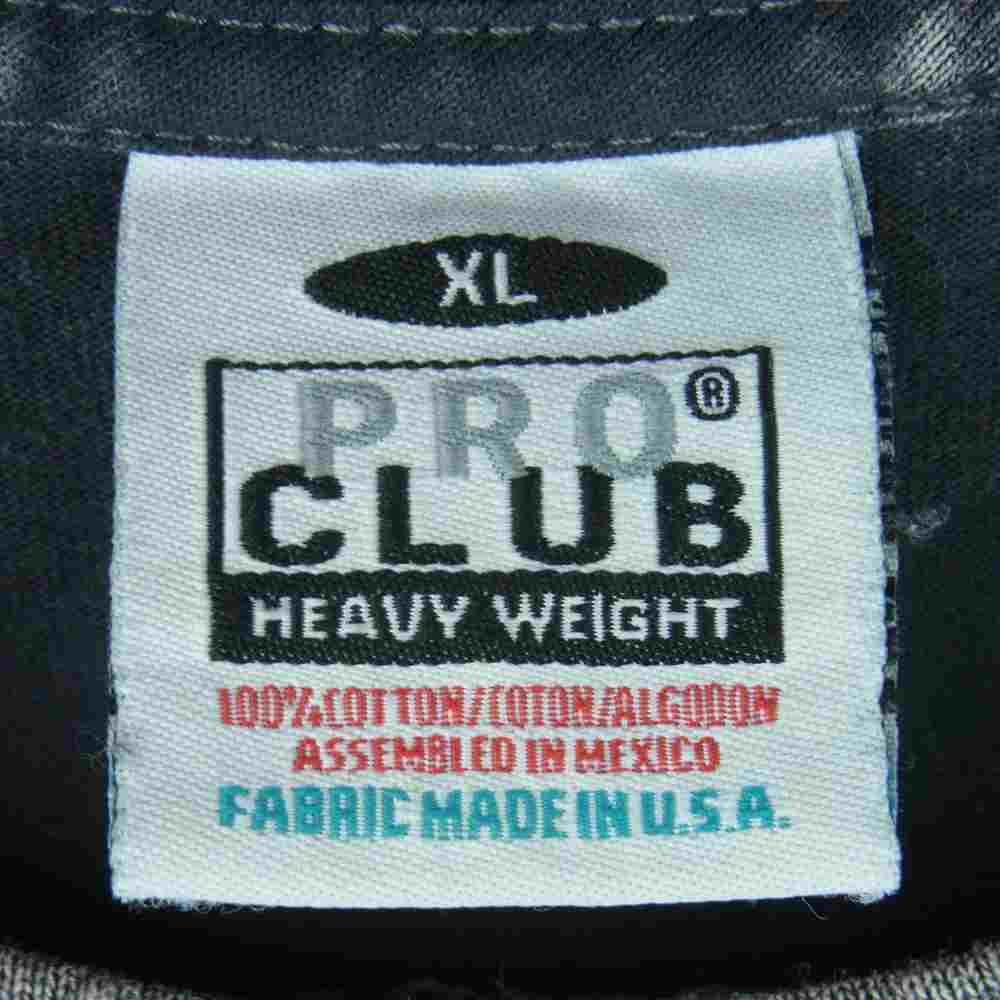 XL
PRO®
CLUB
HEAVY WEIGHT
100% COTTON/COTON/ALGODON
ASSEMBLED IN MEXICO
FABRIC MADE IN U.S.A.